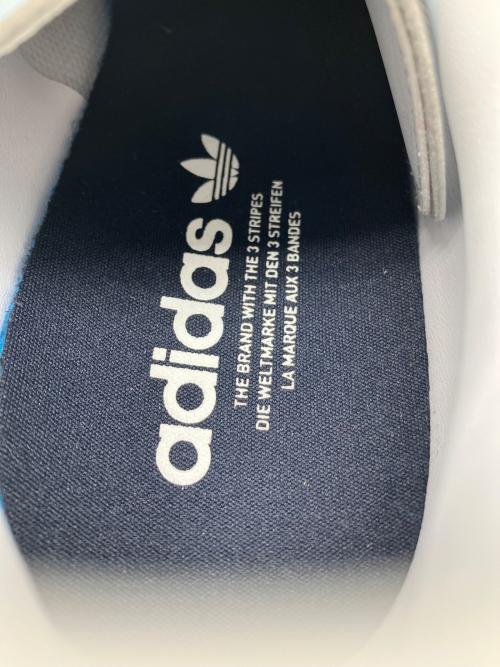 adidas
THE BRAND WITH THE 3 STRIPES
DIE WELTMARKE MIT DEN 3 STREIFEN
LA MARQUE AUX 3 BANDES